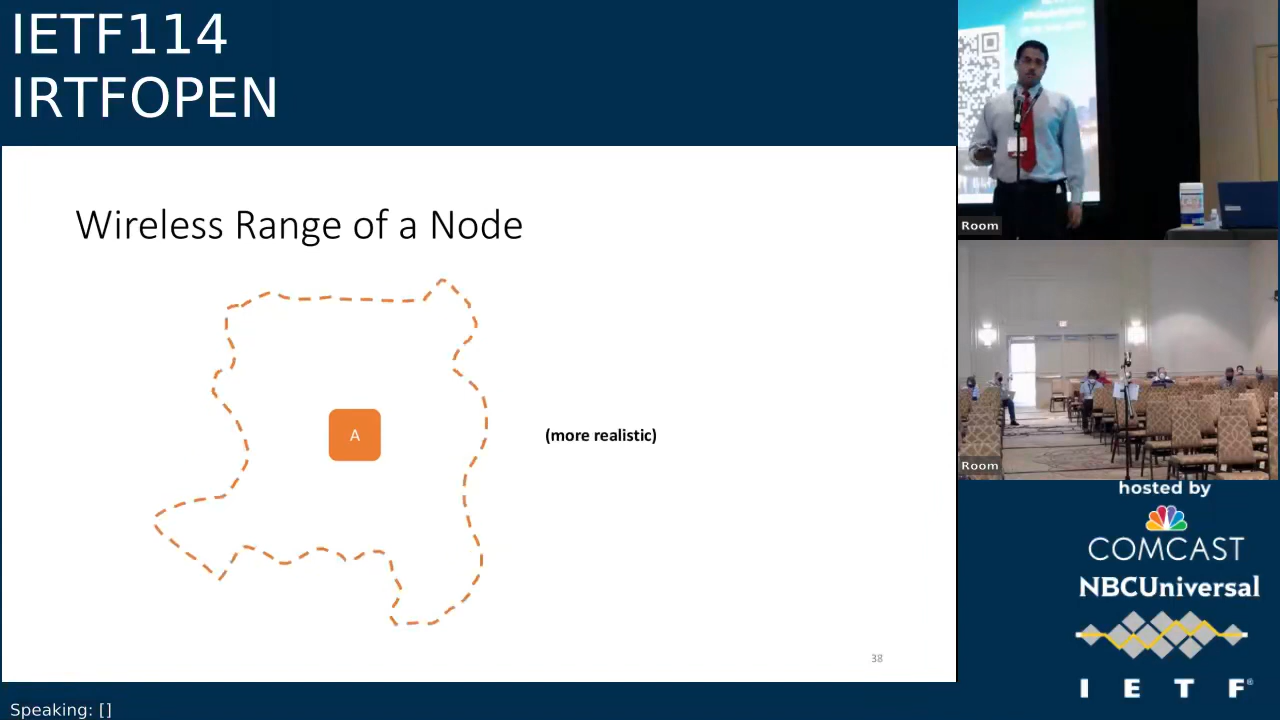 IETF114
IRTFOPEN
Wireless Range of a Node
A
(more realistic)
38
Speaking: []
Room
Room
hosted by
COMCAST
NBCUniversal
I E T F®